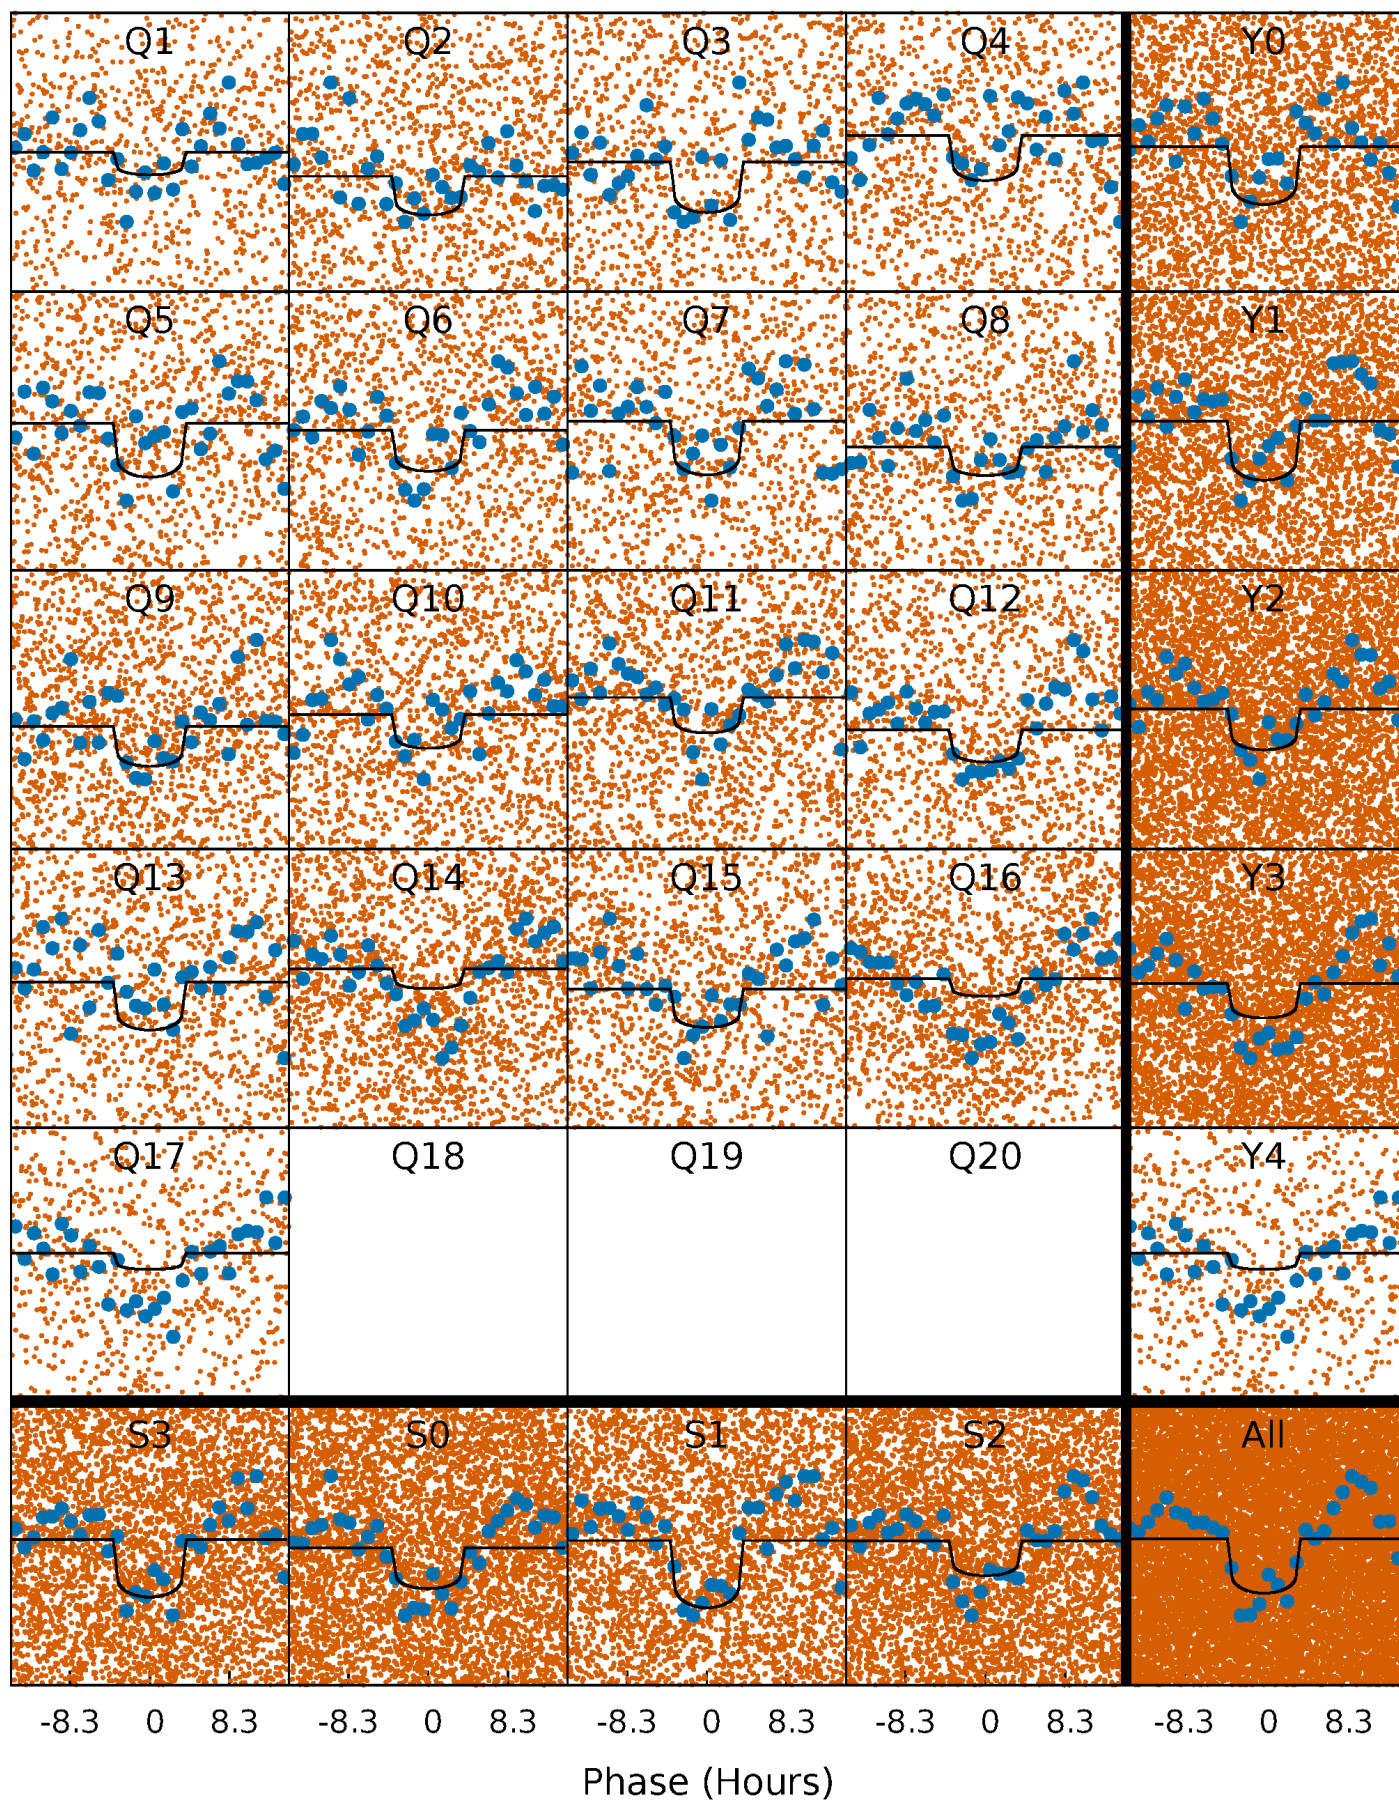 Q1 Q2 Q3 Q4 Y0
Q5 Q6 Q7 Q8 Y1
Q9 Q10 Q11 Q12 Y2
Q13 Q14 Q15 Q16 Y3
Q17 Q18 Q19 Q20 Y4
S3 S0 S1 S2 All
-8.3 0 8.3 -8.3 0 8.3 -8.3 0 8.3 -8.3 0 8.3 -8.3 0 8.3
Phase (Hours)